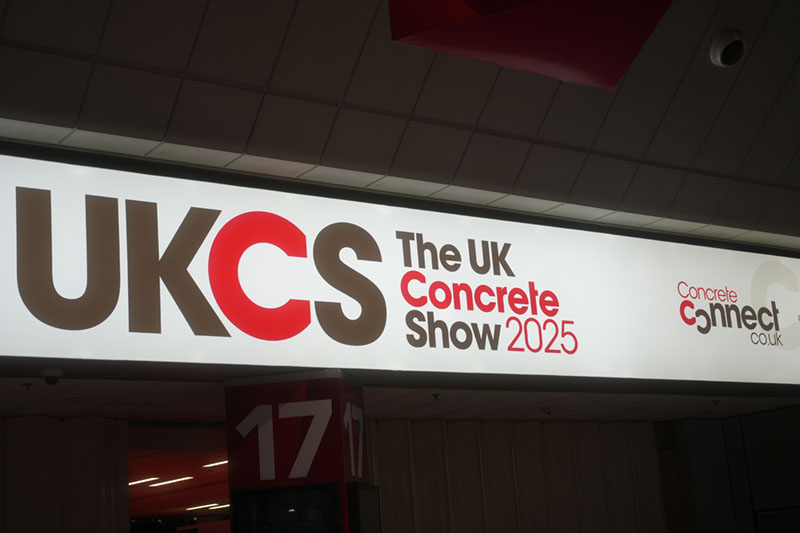 UKCS
The UK
Concrete
Show 2025
Concrete
Connect
co.uk
17
17